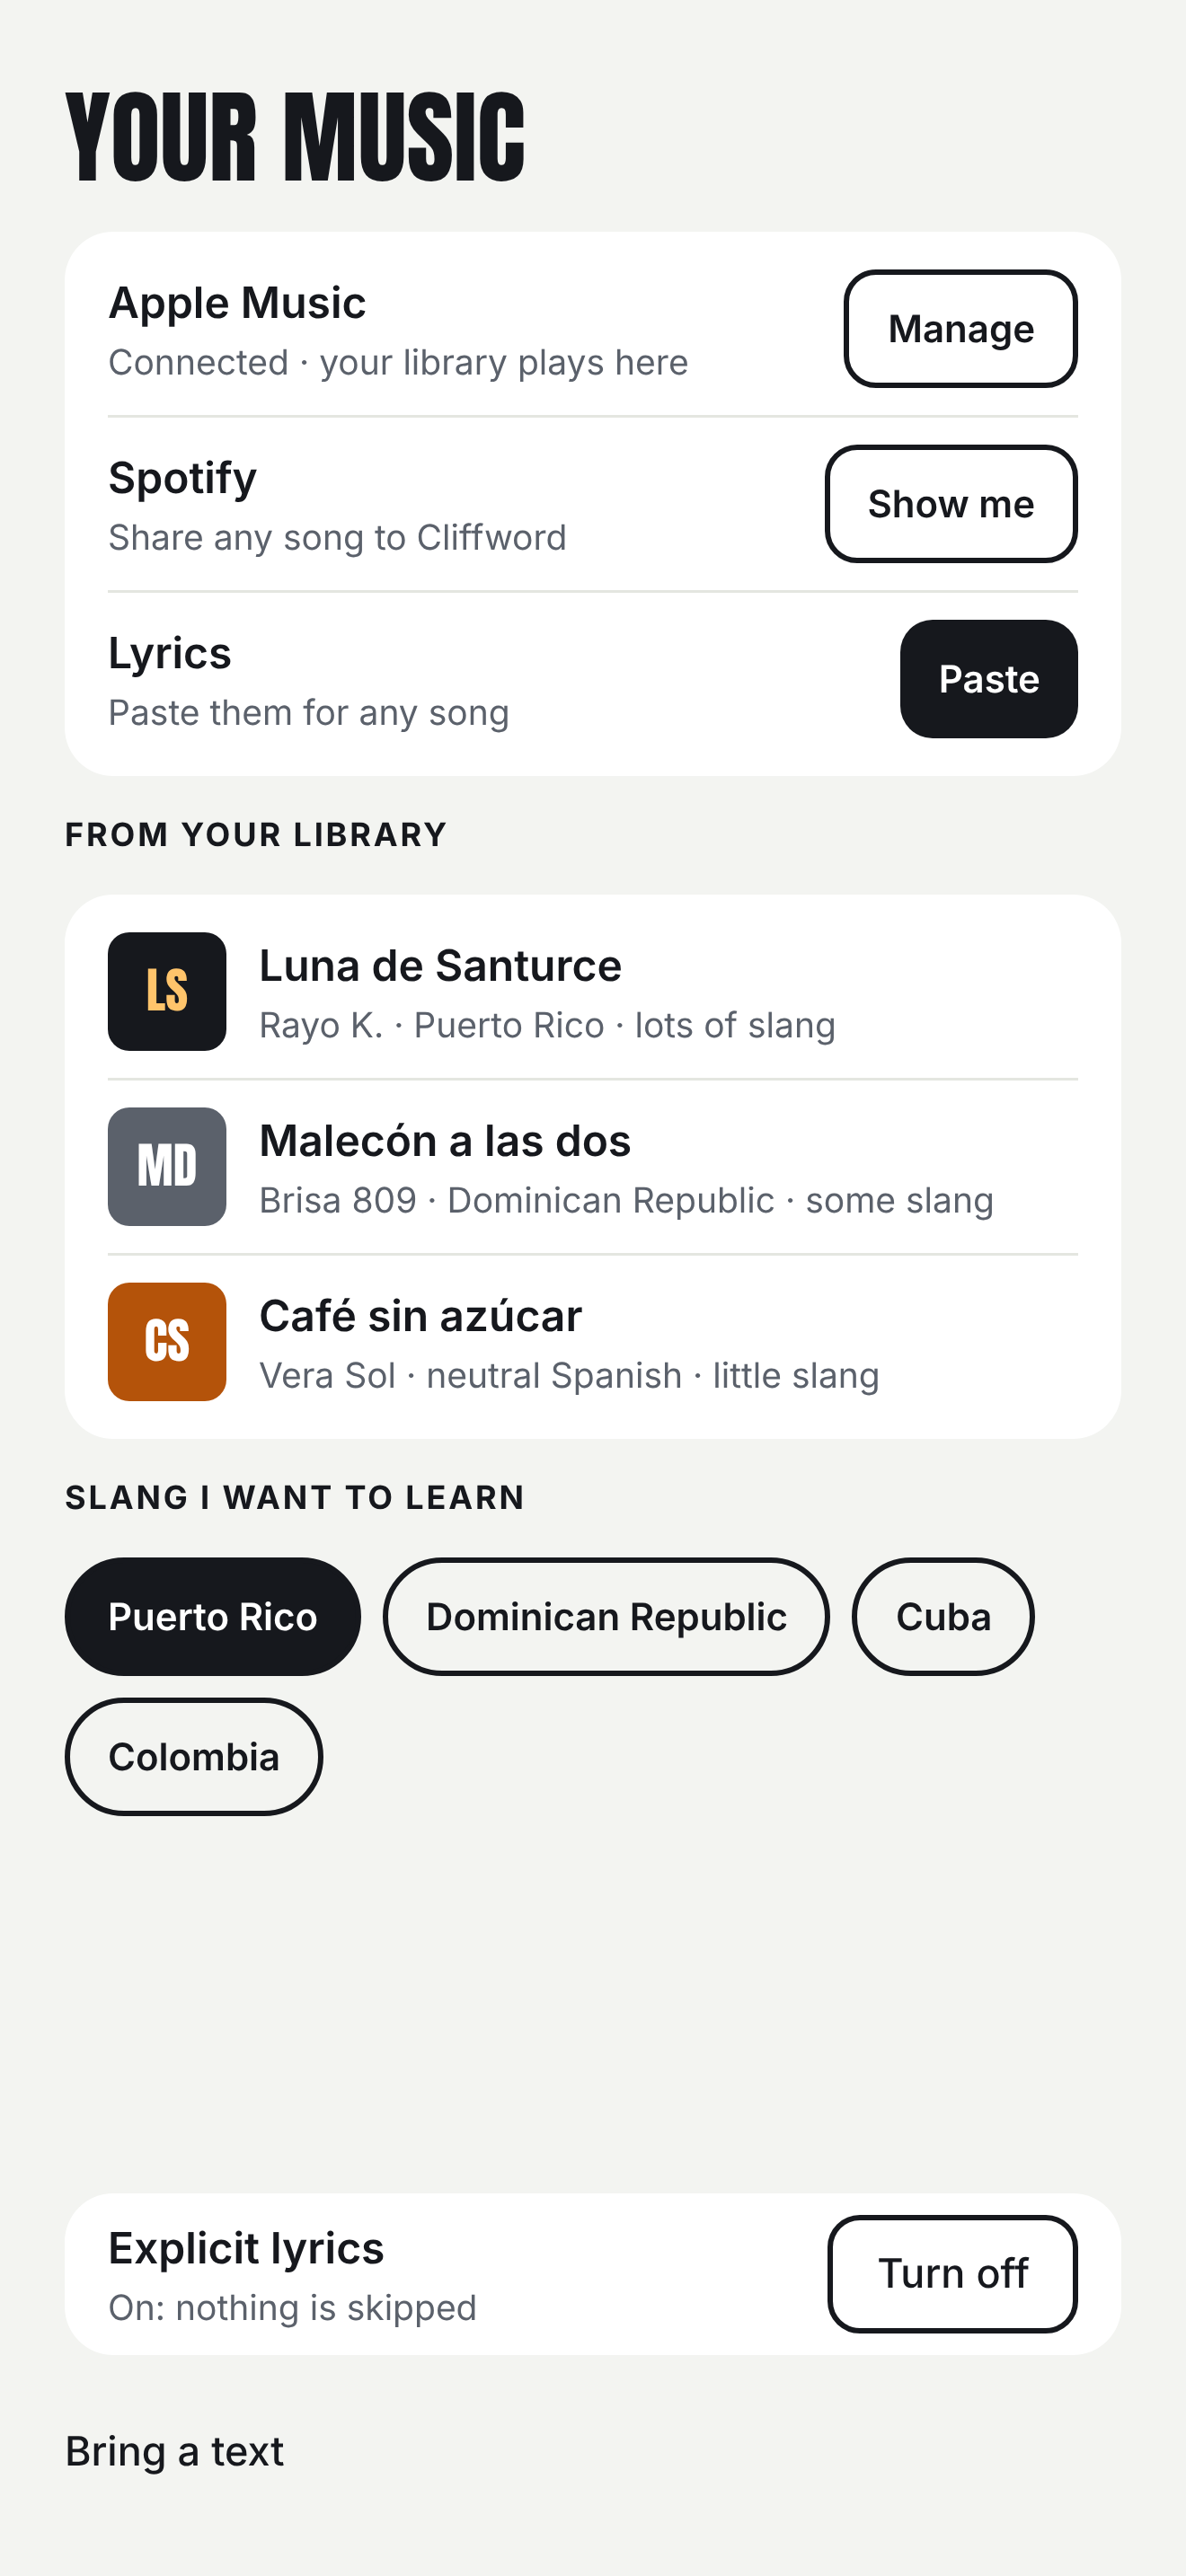 YOUR MUSIC
Apple Music
Connected · your library plays here
Manage
Spotify
Share any song to Cliffword
Show me
Lyrics
Paste them for any song
Paste
FROM YOUR LIBRARY
LS
Luna de Santurce
Rayo K. · Puerto Rico · lots of slang
MD
Malecón a las dos
Brisa 809 · Dominican Republic · some slang
CS
Café sin azúcar
Vera Sol · neutral Spanish · little slang
SLANG I WANT TO LEARN
Puerto Rico
Dominican Republic
Cuba
Colombia
Explicit lyrics
On: nothing is skipped
Turn off
Bring a text